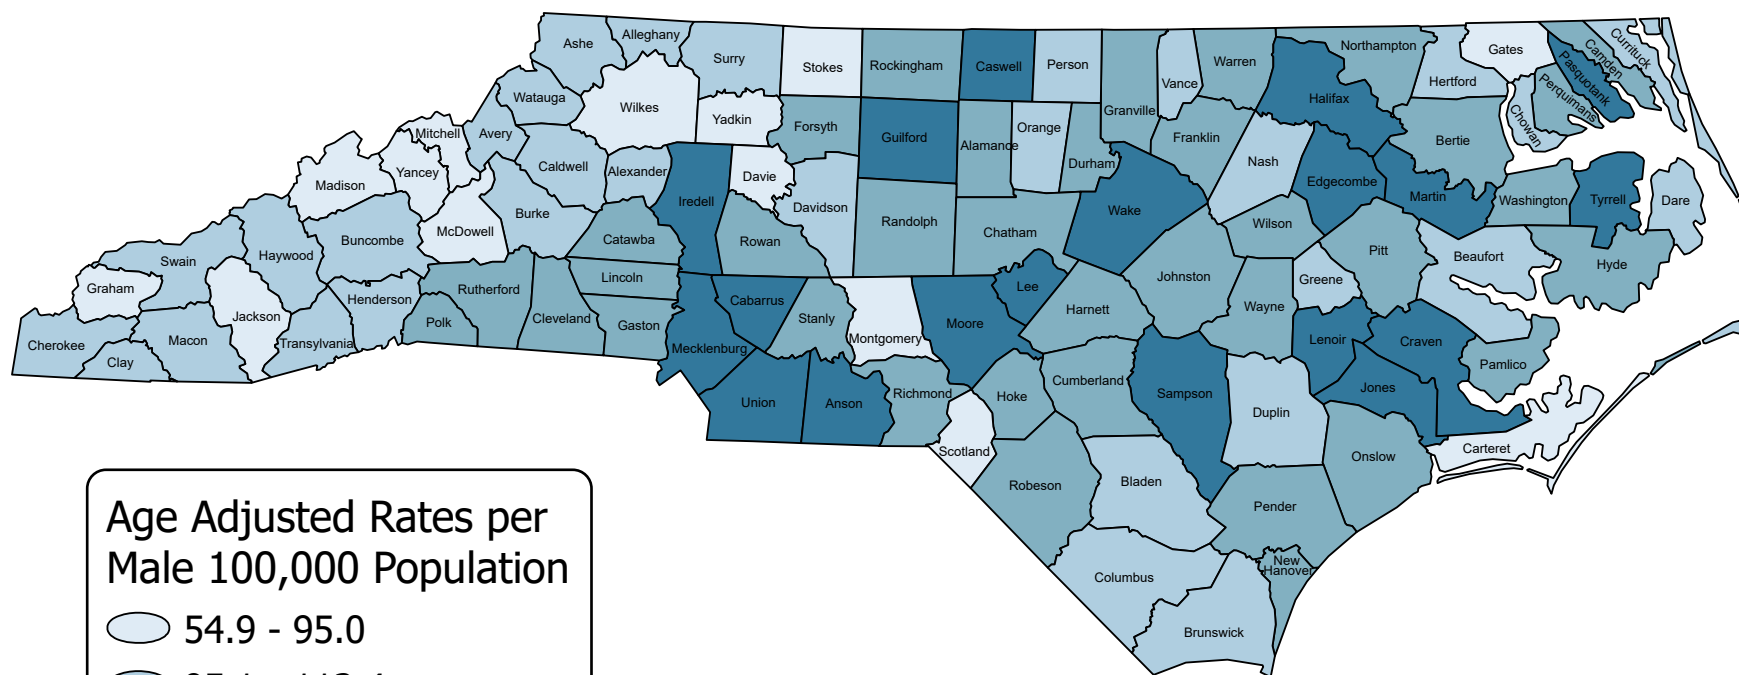 Ashe
Alleghany
Surry
Stokes
Rockingham
Caswell
Person
Granville
Vance
Warren
Northampton
Hertford
Gates
Currituck
Camden
Pasquotank
Perquimans
Chowan
Watauga
Wilkes
Yadkin
Forsyth
Guilford
Alamance
Orange
Durham
Franklin
Halifax
Bertie
Mitchell
Avery
Caldwell
Alexander
Iredell
Davie
Davidson
Randolph
Chatham
Wake
Nash
Edgecombe
Martin
Washington
Tyrrell
Dare
Madison
Yancey
McDowell
Burke
Catawba
Rowan
Wilson
Pitt
Beaufort
Hyde
Swain
Haywood
Buncombe
Rutherford
Lincoln
Cabarrus
Stanly
Montgomery
Moore
Lee
Harnett
Johnston
Wayne
Greene
Graham
Jackson
Henderson
Polk
Cleveland
Gaston
Mecklenburg
Lenoir
Craven
Pamlico
Cherokee
Clay
Macon
Transylvania
Union
Anson
Richmond
Hoke
Cumberland
Sampson
Duplin
Jones
Scotland
Carteret
Robeson
Bladen
Pender
Onslow
Columbus
New
Hanover
Brunswick
Age Adjusted Rates per
Male 100,000 Population
54.9 - 95.0